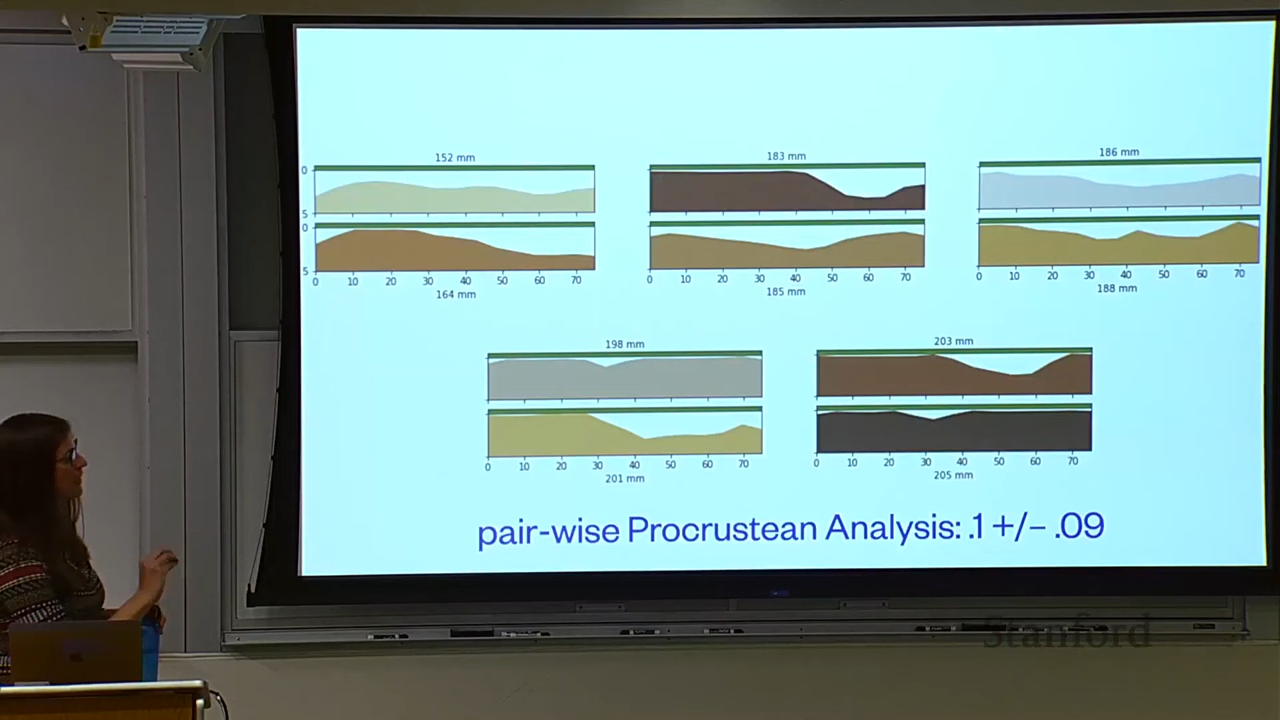 152 mm
183 mm
186 mm
0
5
0
5
0 10 20 30 40 50 60 70
0 10 20 30 40 50 60 70
0 10 20 30 40 50 60 70
164 mm
185 mm
188 mm
198 mm
203 mm
0 10 20 30 40 50 60 70
0 10 20 30 40 50 60 70
201 mm
205 mm
pair-wise Procrustean Analysis: .1 +/- .09
Stanford